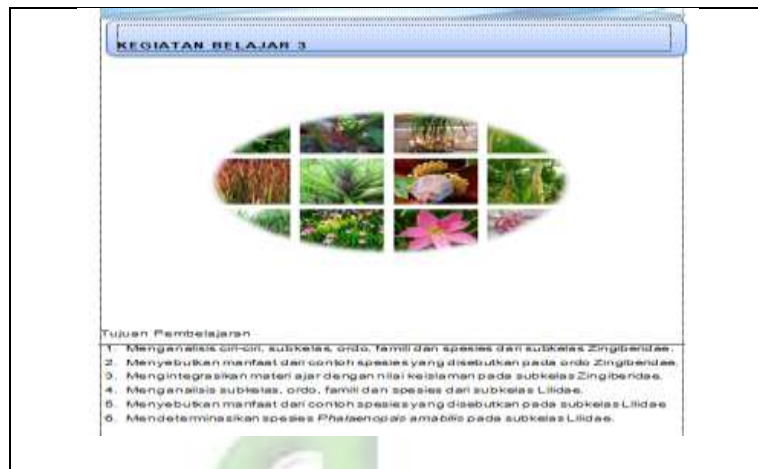 KEGIATAN BELAJAR 3
Tujuan Pembelajaran
1. Menganalisis ciri-ciri, subkelas, ordo, famili dan spesies dari subkelas Zingiberidae.
2. Menyebutkan manfaat dari contoh spesies yang disebutkan pada ordo Zingiberidae.
3. Mengintegrasikan materi ajar dengan nilai keislaman pada subkelas Zingiberidae.
4. Menganalisis subkelas, ordo, famili dan spesies dari subkelas Lilidae.
5. Menyebutkan manfaat dari contoh spesies yang disebutkan pada subkelas Lilidae
6. Mendeterminasikan spesies Phalaenopsis amabilis pada subkelas Lilidae.